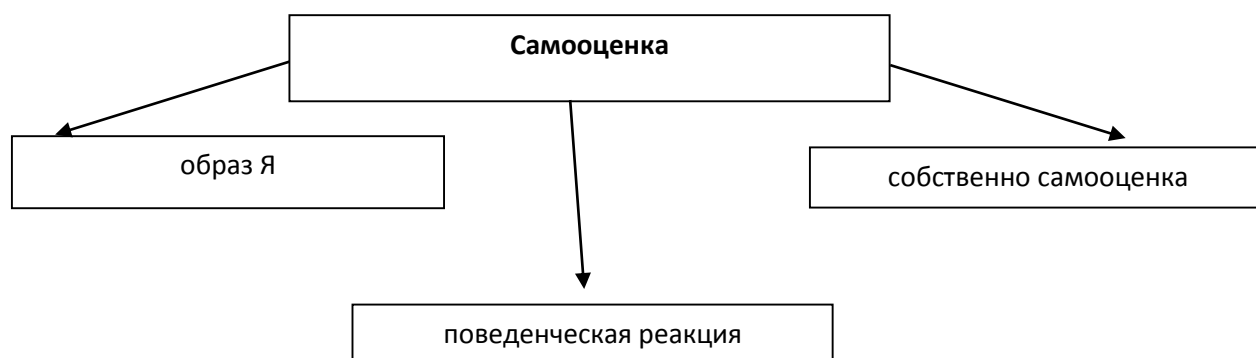 Самооценка
образ Я
собственно самооценка
поведенческая реакция